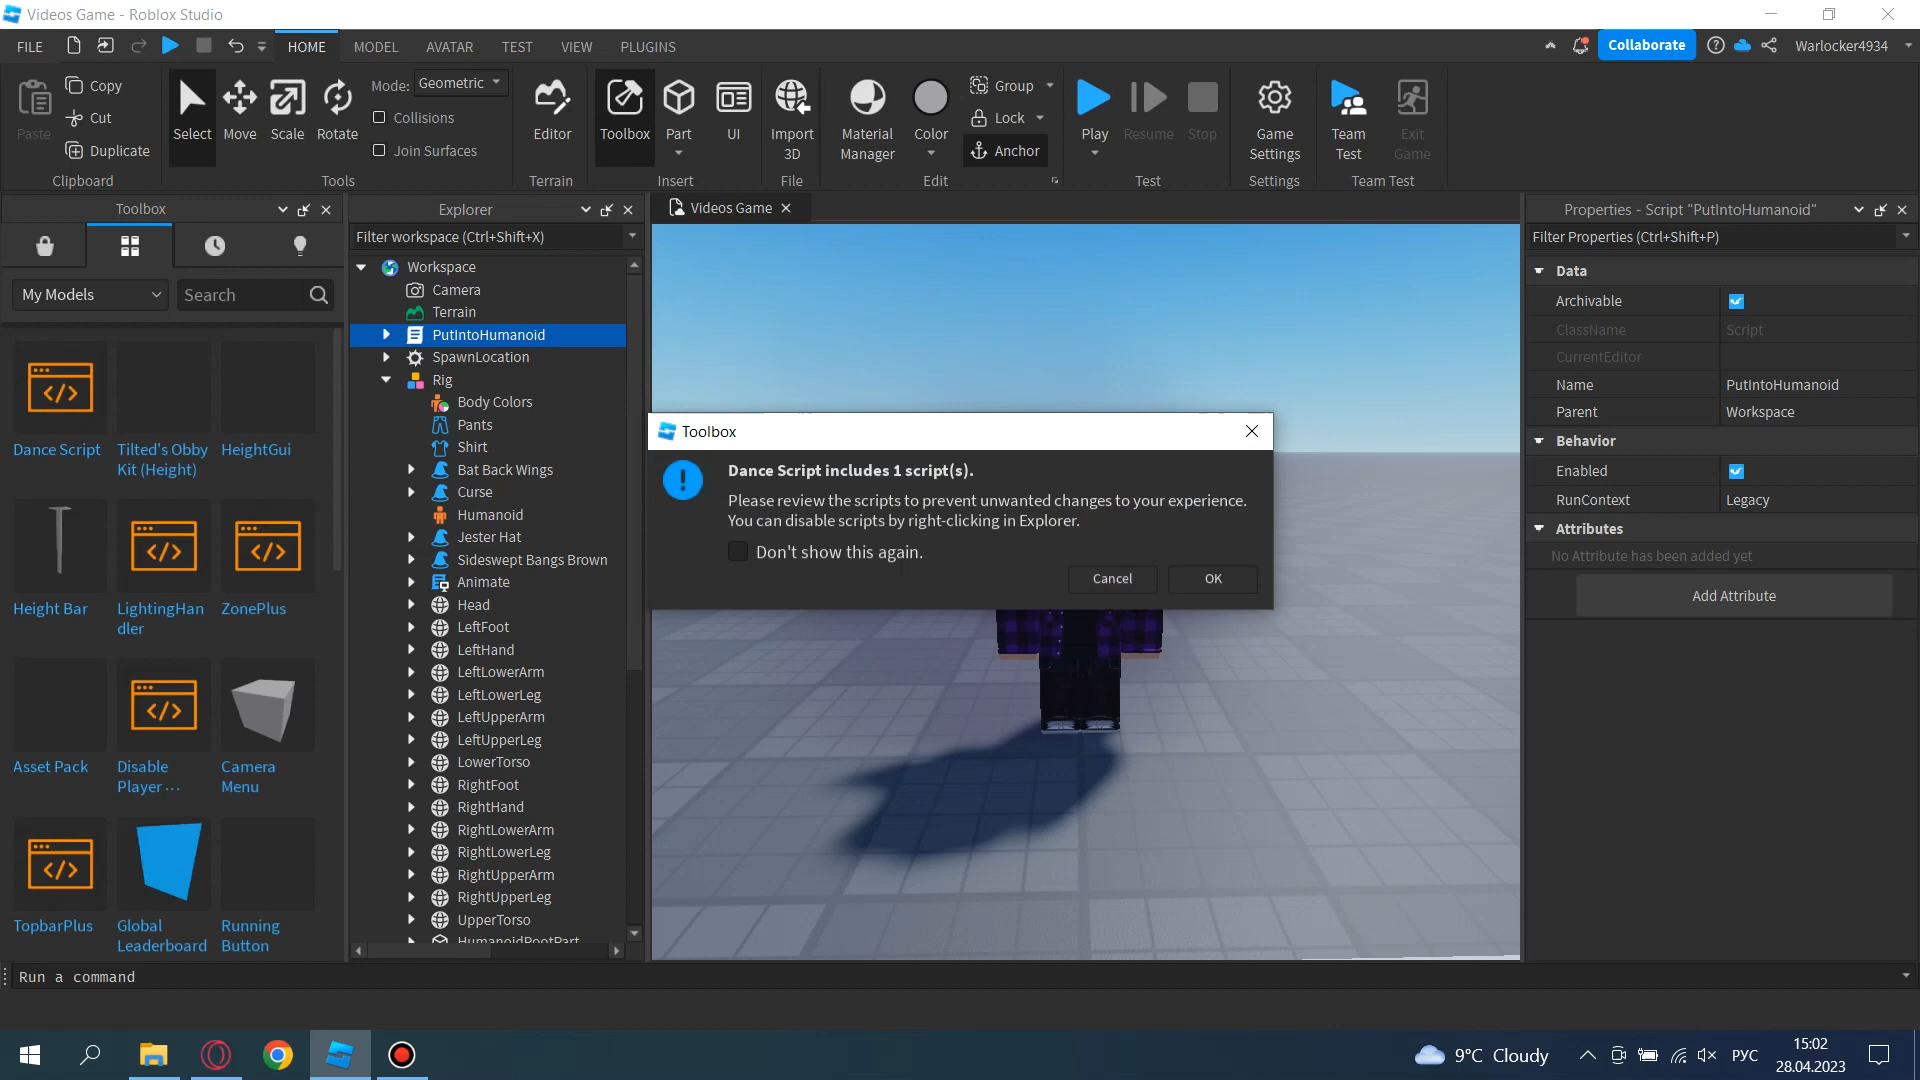 Videos Game - Roblox Studio
FILE
HOME
MODEL
AVATAR
TEST
VIEW
PLUGINS
Collaborate
Warlocker4934
Paste
Copy
Cut
Duplicate
Clipboard
Select
Move
Scale
Rotate
Mode:
Geometric
Collisions
Join Surfaces
Tools
Editor
Terrain
Toolbox
Part
UI
Insert
Import
3D
File
Material
Manager
Color
Group
Lock
Anchor
Edit
Play
Resume
Stop
Test
Game
Settings
Settings
Team
Test
Exit
Game
Team Test
Toolbox
My Models
Search
Dance Script
Tilted's Obby
Kit (Height)
HeightGui
Height Bar
LightingHan
dler
ZonePlus
Asset Pack
Disable
Player ...
Camera
Menu
TopbarPlus
Global
Leaderboard
Running
Button
Explorer
Filter workspace (Ctrl+Shift+X)
Workspace
Camera
Terrain
PutIntoHumanoid
SpawnLocation
Rig
Body Colors
Pants
Shirt
Bat Back Wings
Curse
Humanoid
Jester Hat
Sideswept Bangs Brown
Animate
Head
LeftFoot
LeftHand
LeftLowerArm
LeftLowerLeg
LeftUpperArm
LeftUpperLeg
LowerTorso
RightFoot
RightHand
RightLowerArm
RightLowerLeg
RightUpperArm
RightUpperLeg
UpperTorso
HumanoidRootPart
Videos Game
Toolbox
Dance Script includes 1 script(s).
Please review the scripts to prevent unwanted changes to your experience.
You can disable scripts by right-clicking in Explorer.
Don't show this again.
Cancel
OK
Properties - Script "PutIntoHumanoid"
Filter Properties (Ctrl+Shift+P)
Data
Archivable
ClassName
Script
CurrentEditor
Name
PutIntoHumanoid
Parent
Workspace
Behavior
Enabled
RunContext
Legacy
Attributes
No Attribute has been added yet
Add Attribute
Run a command
9°C Cloudy
РУС
15:02
28.04.2023